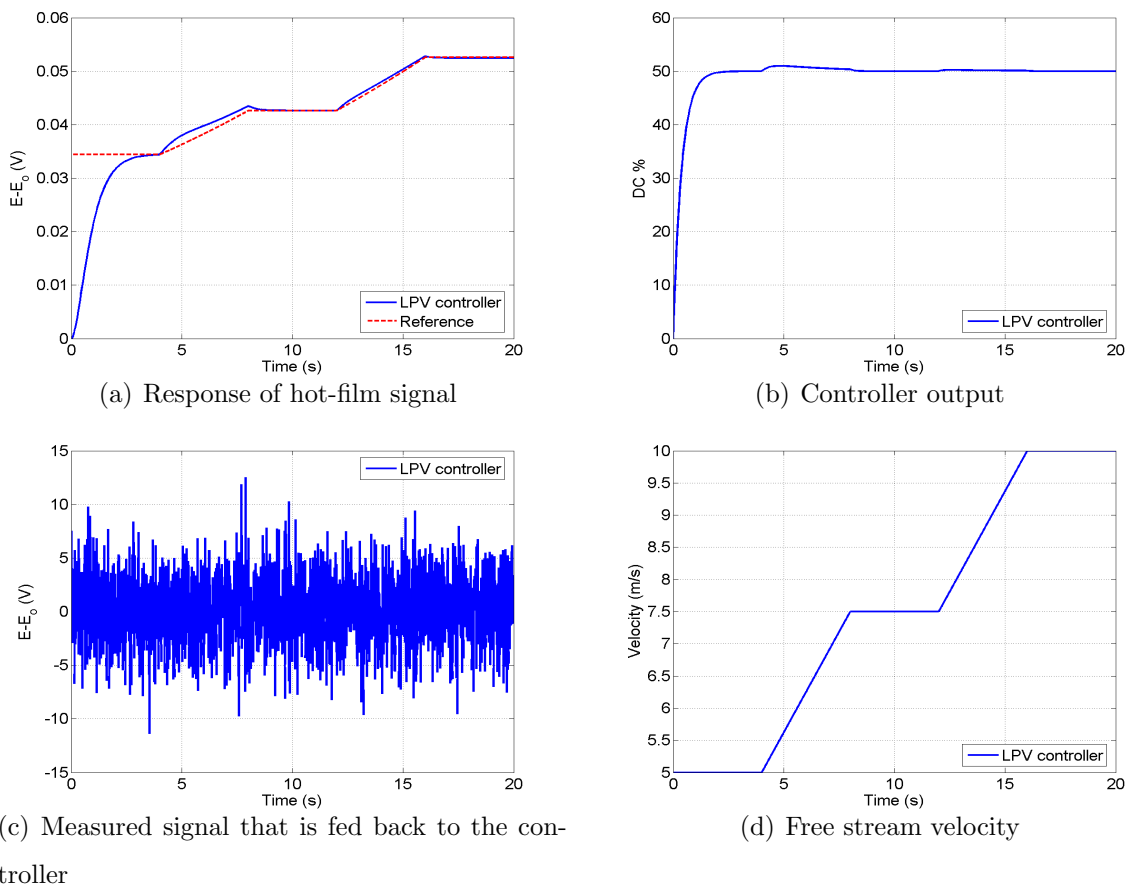 0.06
0.05
0.04
0.03
0.02
0.01
0
E-E₀ (V)
0 5 10 15 20
Time (s)
LPV controller
Reference
(a) Response of hot-film signal
60
50
40
30
20
10
0
DC %
0 5 10 15 20
Time (s)
LPV controller
(b) Controller output
15
10
5
0
-5
-10
-15
E-E₀ (V)
0 5 10 15 20
Time (s)
LPV controller
(c) Measured signal that is fed back to the con-
troller
10
9.5
9
8.5
8
7.5
7
6.5
6
5.5
5
Velocity (m/s)
0 5 10 15 20
Time (s)
LPV controller
(d) Free stream velocity